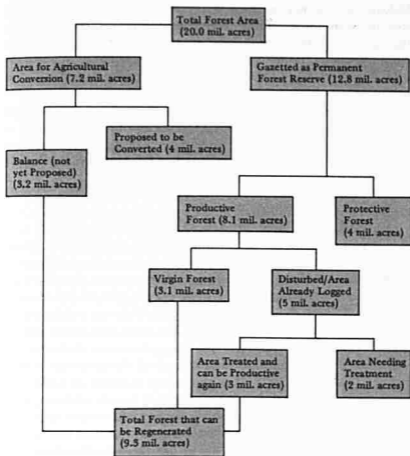 Total Forest Area
(20.0 mil. acres)
Area for Agricultural
Conversion (7.2 mil. acres)
Gazetted as Permanent
Forest Reserve (12.8 mil. acres)
Proposed to be
Converted (4 mil. acres)
Balance (not
yet Proposed)
(3.2 mil. acres)
Productive
Forest (8.1 mil. acres)
Protective
Forest
(4 mil. acres)
Virgin Forest
(3.1 mil. acres)
Disturbed/Area
Already Logged
(5 mil. acres)
Area Treated and
can be Productive
again (3 mil. acres)
Area Needing
Treatment
(2 mil. acres)
Total Forest that can
be Regenerated
(9.3 mil. acres)